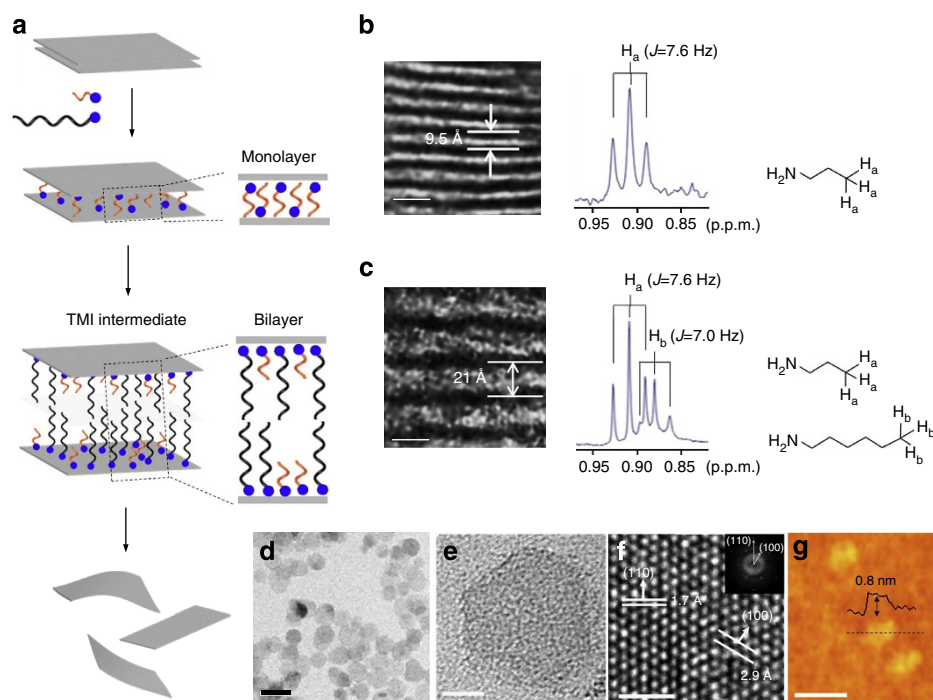 a
Monolayer
TMI intermediate
Bilayer
b
9.5 Å
Ha (J=7.6 Hz)
0.95 0.90 0.85 (p.p.m.)
H2N
Ha
Ha
Ha
c
21 Å
Ha (J=7.6 Hz)
Hb (J=7.0 Hz)
0.95 0.90 0.85 (p.p.m.)
H2N
Ha
Ha
Ha
H2N
Hb
Hb
Hb
d
e
f
(110)
1.7 Å
(110)
(100)
(100)
2.9 Å
g
0.8 nm